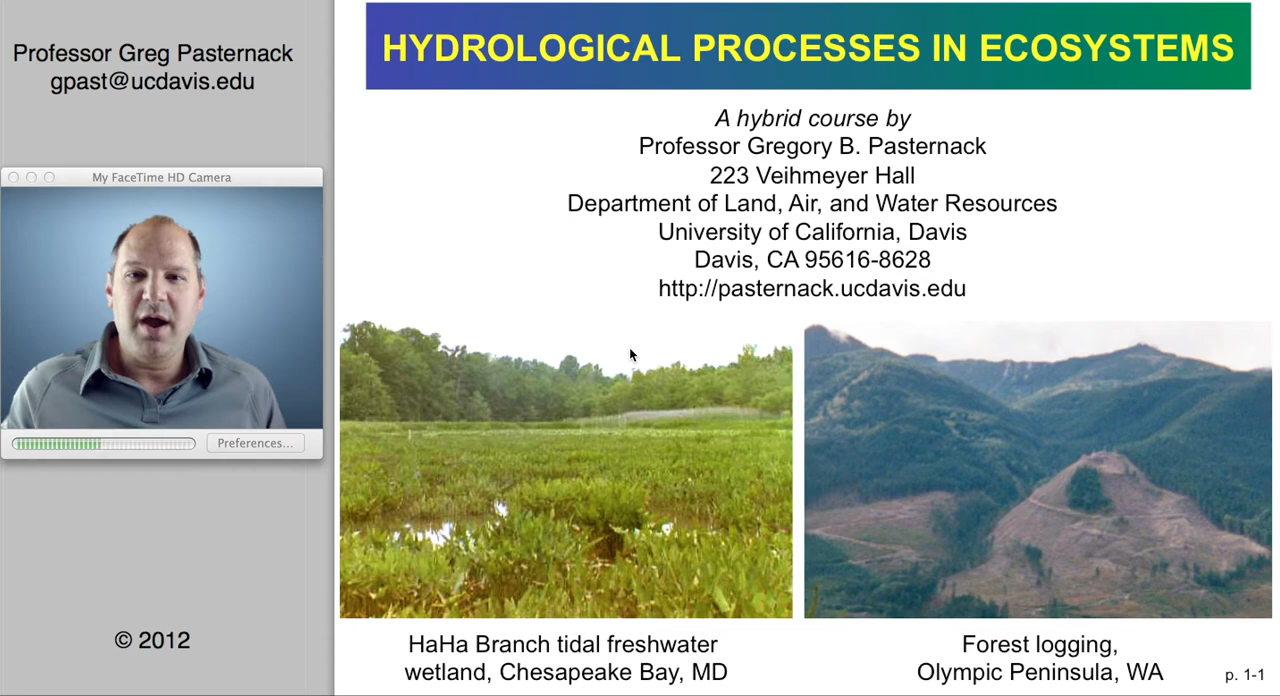 Professor Greg Pasternack
gpast@ucdavis.edu
My FaceTime HD Camera
Preferences...
© 2012
HYDROLOGICAL PROCESSES IN ECOSYSTEMS
A hybrid course by
Professor Gregory B. Pasternack
223 Veihmeyer Hall
Department of Land, Air, and Water Resources
University of California, Davis
Davis, CA 95616-8628
http://pasternack.ucdavis.edu
HaHa Branch tidal freshwater
wetland, Chesapeake Bay, MD
Forest logging,
Olympic Peninsula, WA
p. 1-1